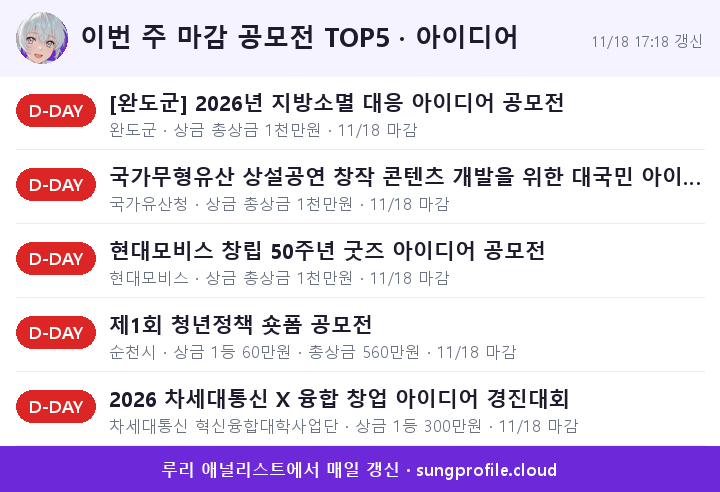 이번 주 마감 공모전 TOP5 · 아이디어
11/18 17:18 갱신
D-DAY
[완도군] 2026년 지방소멸 대응 아이디어 공모전
완도군 · 상금 총상금 1천만원 · 11/18 마감
D-DAY
국가무형유산 상설공연 창작 콘텐츠 개발을 위한 대국민 아이...
국가유산청 · 상금 총상금 1천만원 · 11/18 마감
D-DAY
현대모비스 창립 50주년 굿즈 아이디어 공모전
현대모비스 · 상금 총상금 1천만원 · 11/18 마감
D-DAY
제1회 청년정책 숏폼 공모전
순천시 · 상금 1등 60만원 · 총상금 560만원 · 11/18 마감
D-DAY
2026 차세대통신 X 융합 창업 아이디어 경진대회
차세대통신 혁신융합대학사업단 · 상금 1등 300만원 · 11/18 마감
루리 애널리스트에서 매일 갱신 · sungprofile.cloud